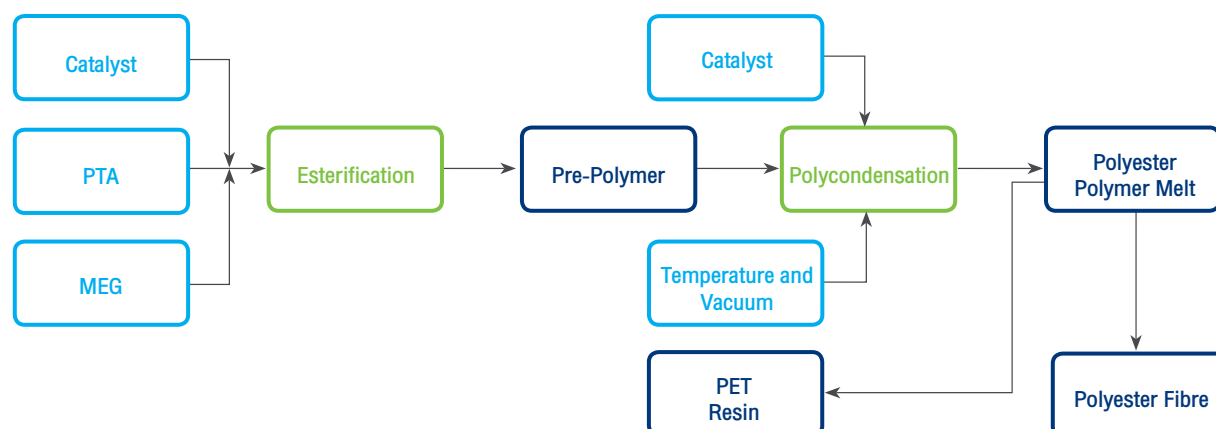 Catalyst
Catalyst
PTA
Esterification
Pre-Polymer
Polycondensation
Polyester
Polymer Melt
MEG
Temperature and
Vacuum
PET
Resin
Polyester Fibre